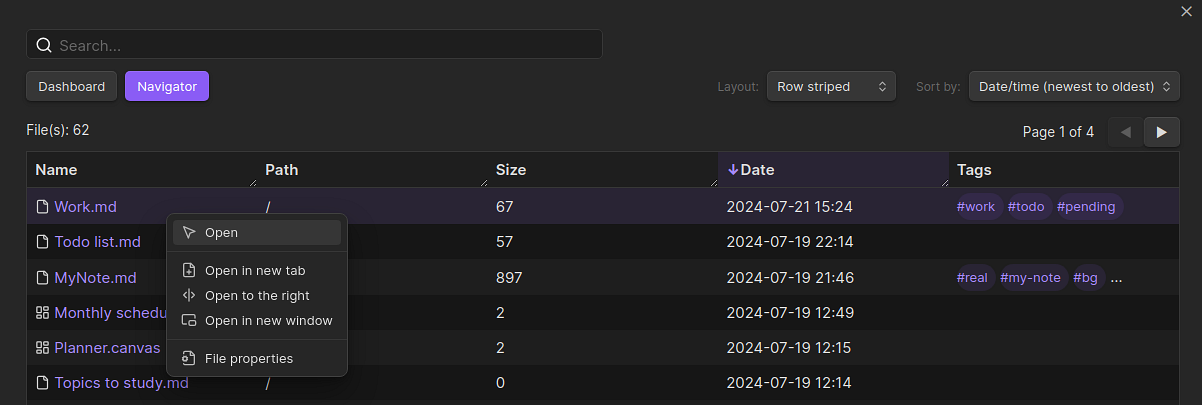 Search...
Dashboard Navigator Layout: Row striped Sort by: Date/time (newest to oldest)
File(s): 62 Page 1 of 4
Name Path Size Date Tags
Work.md / 67 2024-07-21 15:24 #work #todo #pending
Open
Todo list.md 57 2024-07-19 22:14
Open in new tab
MyNote.md 897 2024-07-19 21:46 #real #my-note #bg ...
Open to the right
Monthly schedu 2 2024-07-19 12:49
Open in new window
Planner.canvas 2 2024-07-19 12:15
File properties
Topics to study.md / 0 2024-07-19 12:14